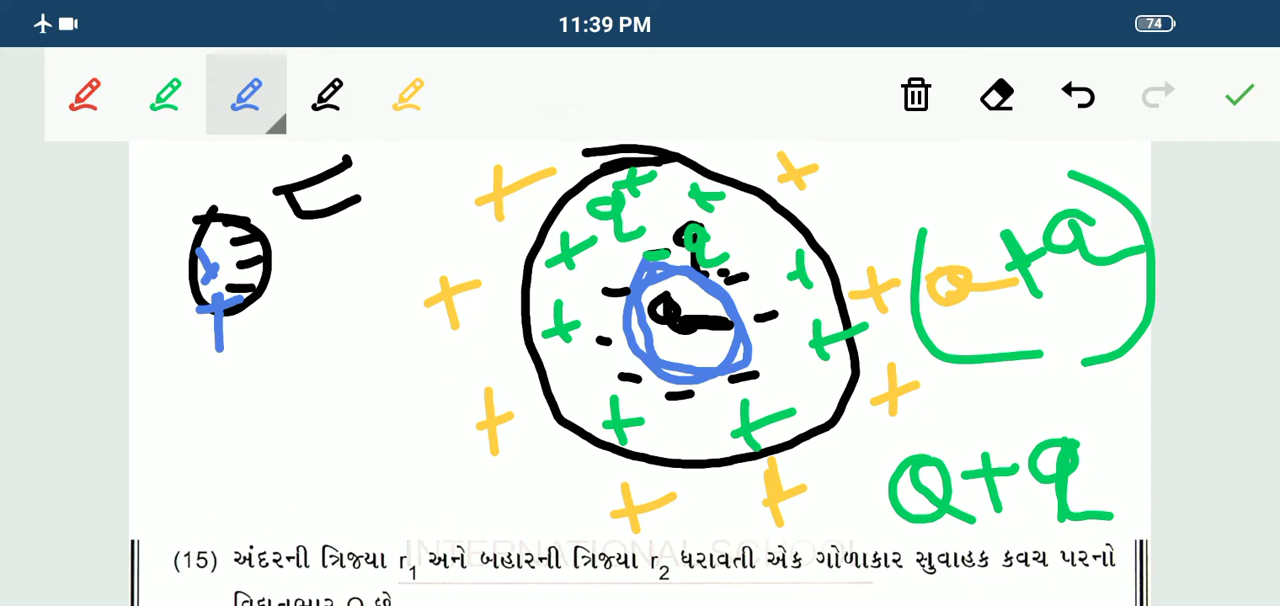 11:39 PM
74
q
q
Q
Q + q
INTERNATIONAL SCHOOL
(15) અંદરની ત્રિજ્યા r1 અને બહારની ત્રિજ્યા r2 ધરાવતી એક ગોળાકાર સુવાહક કવચ પરનો